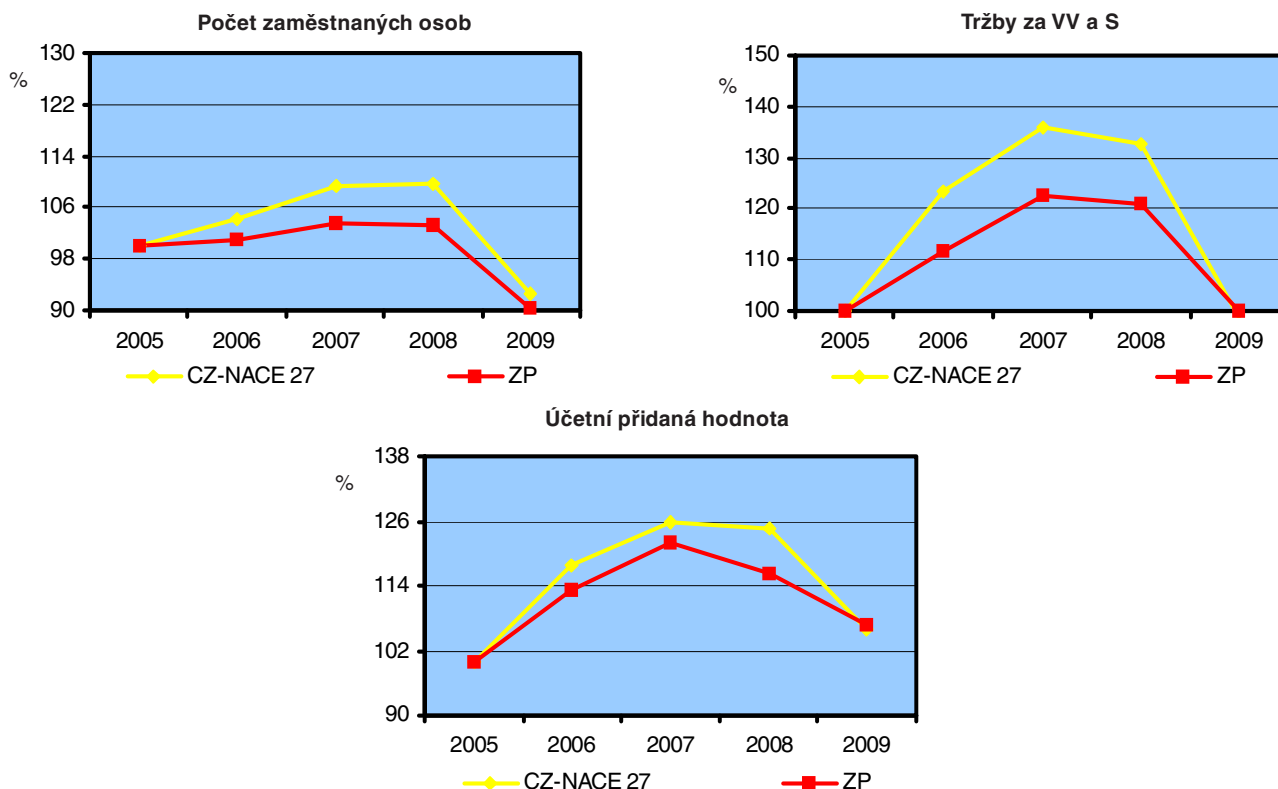 Počet zaměstnaných osob
%
130
122
114
106
98
90
2005 2006 2007 2008 2009
CZ-NACE 27 ZP
Tržby za VV a S
%
150
140
130
120
110
100
2005 2006 2007 2008 2009
CZ-NACE 27 ZP
Účetní přidaná hodnota
%
138
126
114
102
90
2005 2006 2007 2008 2009
CZ-NACE 27 ZP